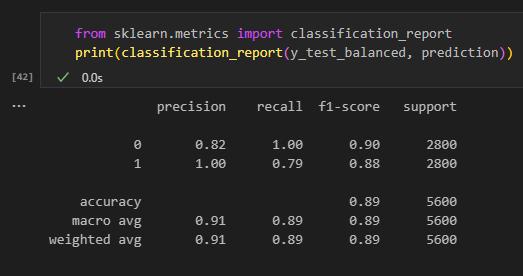 from sklearn.metrics import classification_report
print(classification_report(y_test_balanced, prediction))
[42] ✓ 0.0s
... precision recall f1-score support
0 0.82 1.00 0.90 2800
1 1.00 0.79 0.88 2800
accuracy 0.89 5600
macro avg 0.91 0.89 0.89 5600
weighted avg 0.91 0.89 0.89 5600